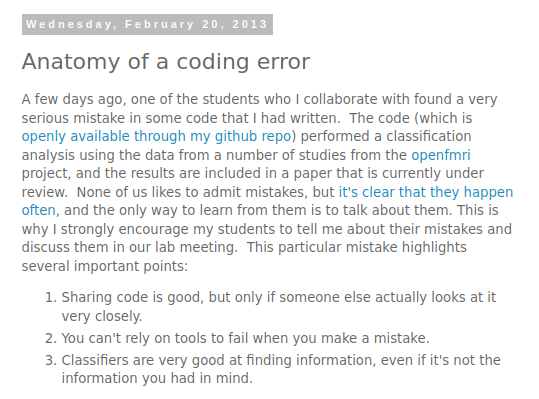 Wednesday, February 20, 2013
Anatomy of a coding error
A few days ago, one of the students who I collaborate with found a very
serious mistake in some code that I had written.  The code (which is
openly available through my github repo) performed a classification
analysis using the data from a number of studies from the openfmri
project, and the results are included in a paper that is currently under
review.  None of us likes to admit mistakes, but it's clear that they happen
often, and the only way to learn from them is to talk about them. This is
why I strongly encourage my students to tell me about their mistakes and
discuss them in our lab meeting.  This particular mistake highlights
several important points:
1. Sharing code is good, but only if someone else actually looks at it
very closely.
2. You can't rely on tools to fail when you make a mistake.
3. Classifiers are very good at finding information, even if it's not the
information you had in mind.